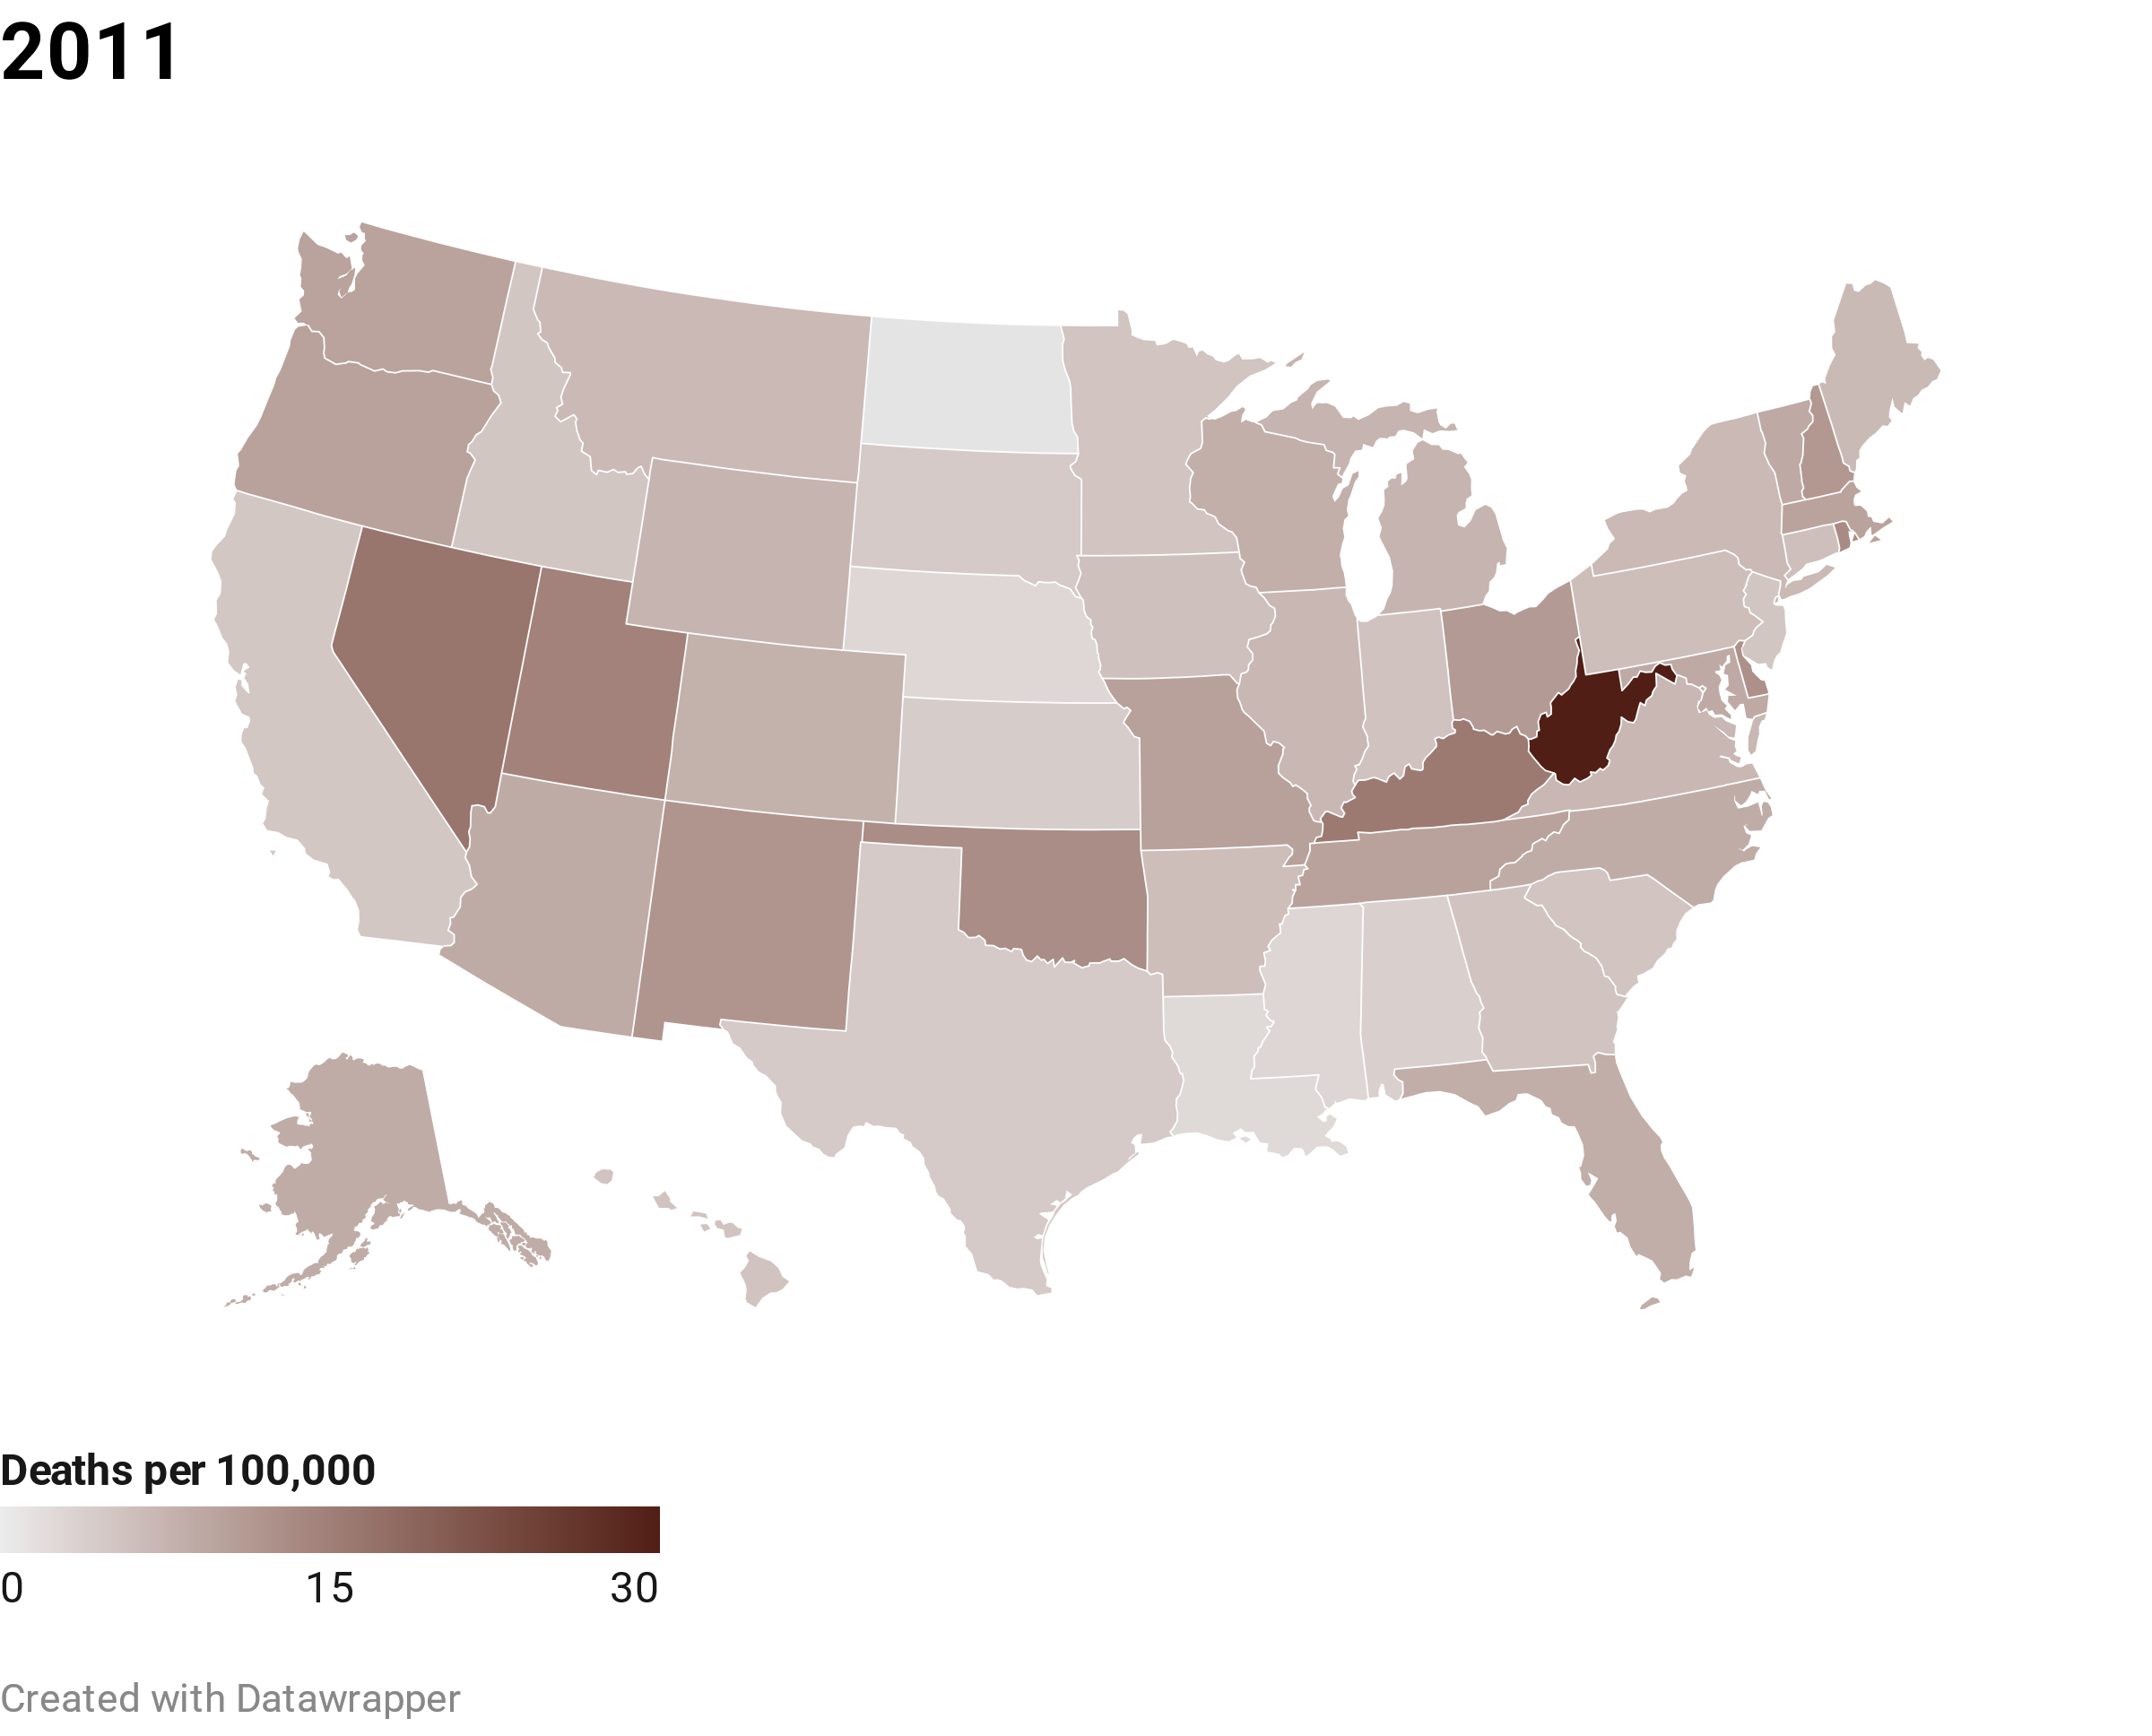 2011
Deaths per 100,000
0 15 30
Created with Datawrapper